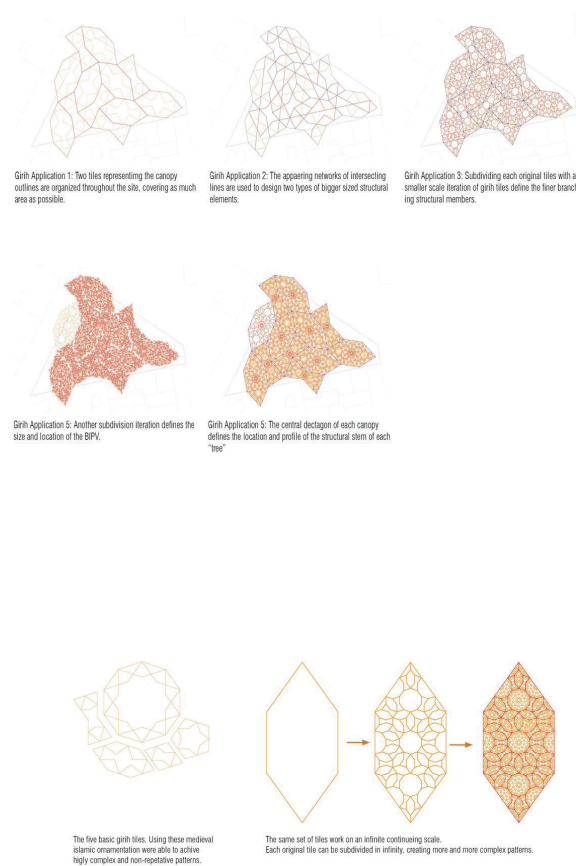 Girih Application 1: Two tiles representimg the canopy
outlines are organized throughout the site, covering as much
area as possible.
Girih Application 2: The appaering networks of intersecting
lines are used to design two types of bigger sized structural
elements.
Girih Application 3: Subdividing each original tiles with a
smaller scale iteration of girih tiles define the finer branch
ing structural members.
Girih Application 5: Another subdivision iteration defines the
size and location of the BIPV.
Girih Application 5: The central dectagon of each canopy
defines the location and profile of the structural stem of each
"tree"
The five basic girih tiles. Using these medieval
islamic ornamentation were able to achive
higly complex and non-repetative patterns.
The same set of tiles work on an infinite continueing scale.
Each original tile can be subdivided in infinity, creating more and more complex patterns.